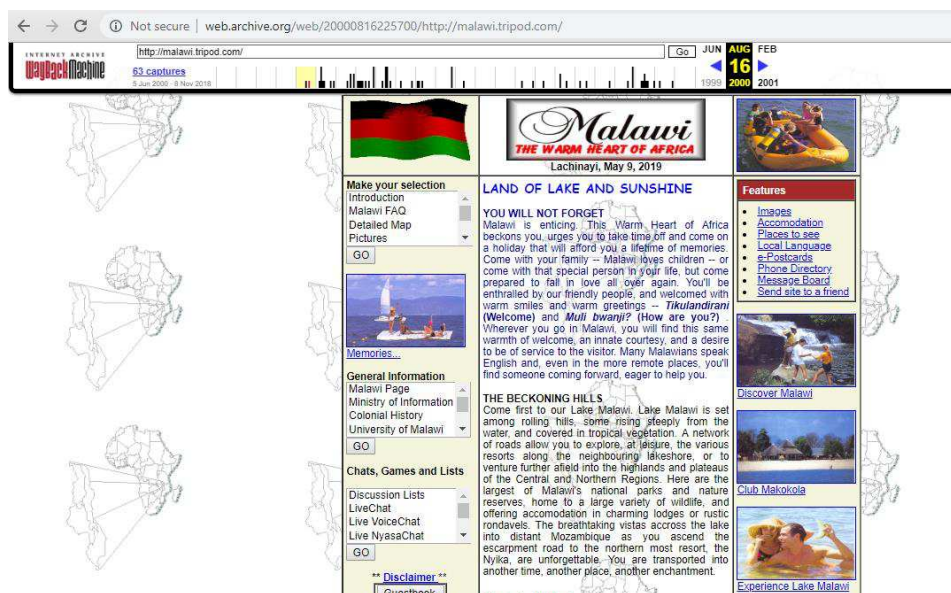 Not secure | web.archive.org/web/20000816225700/http://malawi.tripod.com/
INTERNET ARCHIVE
WayBackMachine
http://malawi.tripod.com/
Go
JUN AUG FEB
63 captures
16
5 Jun 2000 - 8 Nov 2018
1999 2000 2001
Malawi
THE WARM HEART OF AFRICA
Lachinayi, May 9, 2019
Make your selection
Introduction
Malawi FAQ
Detailed Map
Pictures
GO
Memories...
General Information
Malawi Page
Ministry of Information
Colonial History
University of Malawi
GO
Chats, Games and Lists
Discussion Lists
LiveChat
Live VoiceChat
Live NyasaChat
GO
** Disclaimer **
Guestbook
LAND OF LAKE AND SUNSHINE
YOU WILL NOT FORGET
Malawi is enticing. This Warm Heart of Africa
beckons you, urges you to take time off and come on
a holiday that will afford you a lifetime of memories.
Come with your family -- Malawi loves children -- or
come with that special person in your life, but come
prepared to fall in love all over again. You'll be
enthralled by our friendly people, and welcomed with
warm smiles and warm greetings -- Tikulandirani
(Welcome) and Muli bwanji? (How are you?) .
Wherever you go in Malawi, you will find this same
warmth of welcome, an innate courtesy, and a desire
to be of service to the visitor. Many Malawians speak
English and, even in the more remote places, you'll
find someone coming forward, eager to help you.
THE BECKONING HILLS
Come first to our Lake Malawi. Lake Malawi is set
among rolling hills, some rising steeply from the
water, and covered in tropical vegetation. A network
of roads allow you to explore, at leisure, the various
resorts along the neighbouring lakeshore, or to
venture further afield into the highlands and plateaus
of the Central and Northern Regions. Here are the
largest of Malawi's national parks and nature
reserves, home to a large variety of wildlife, and
offering accomodation in charming lodges or rustic
rondavels. The breathtaking vistas accross the lake
into distant Mozambique as you ascend the
escarpment road to the northern most resort, the
Nyika, are unforgettable. You are transported into
another time, another place, another enchantment.
Features
Images
Accomodation
Places to see
Local Language
e-Postcards
Phone Directory
Message Board
Send site to a friend
Discover Malawi
Club Makokola
Experience Lake Malawi